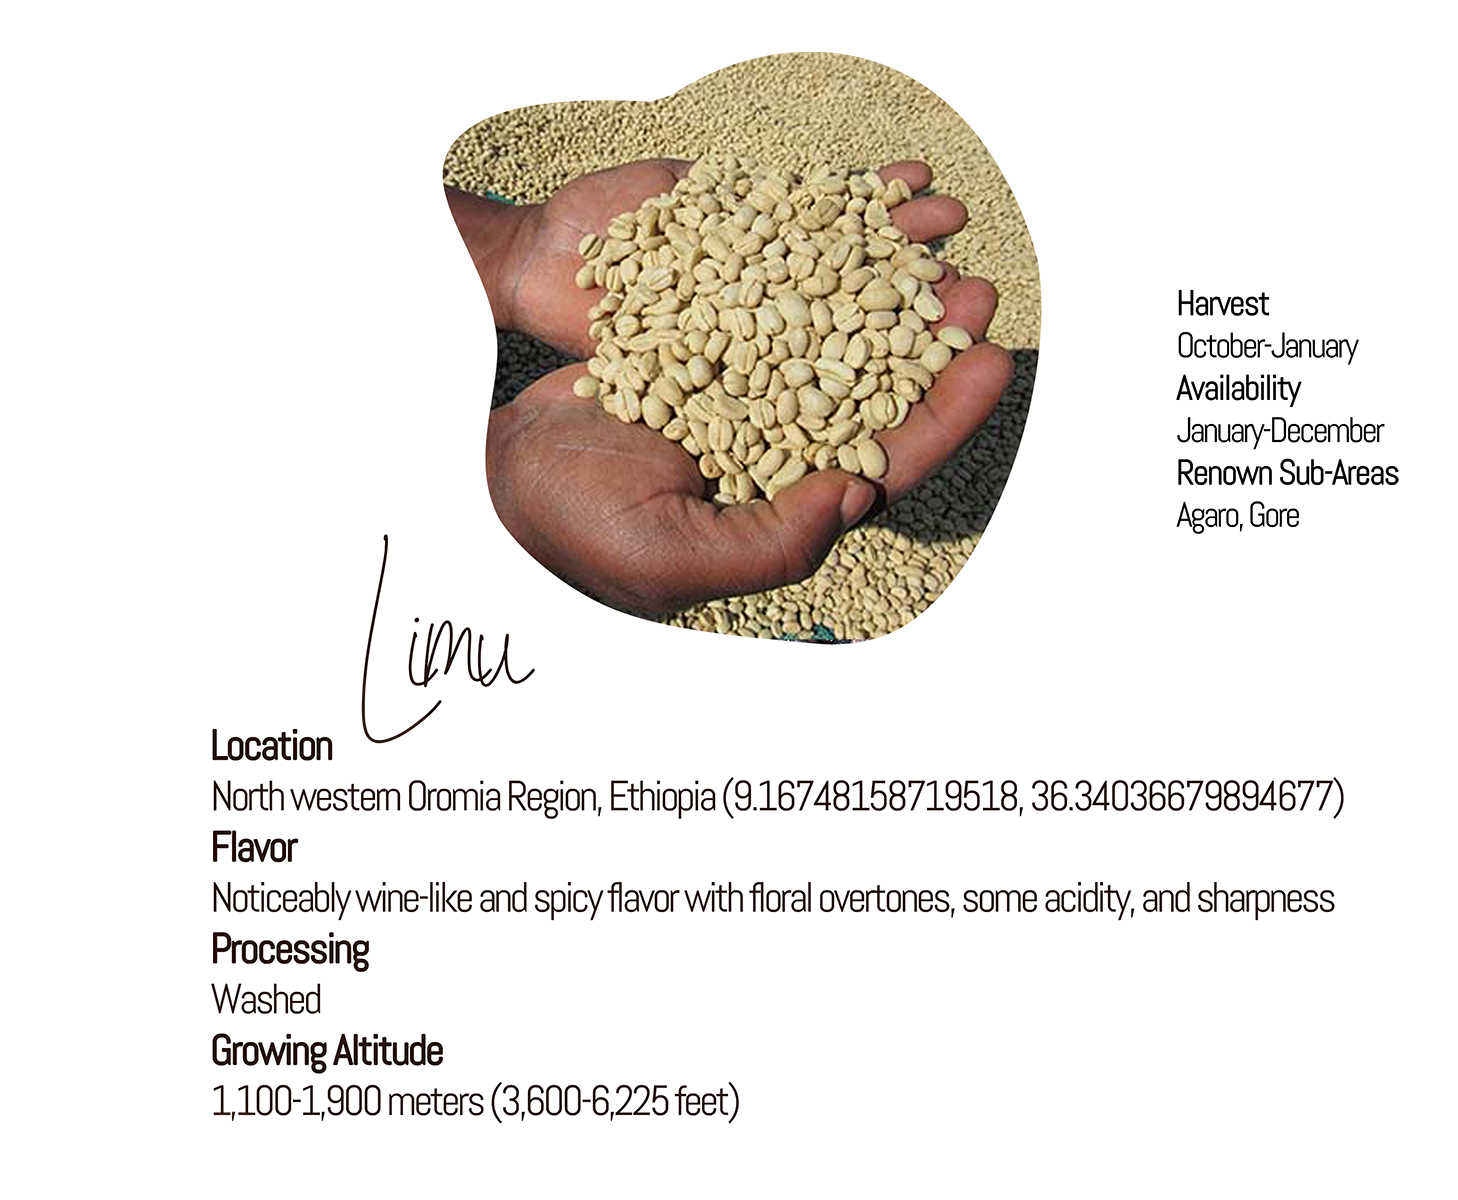 Harvest
October-January
Availability
January-December
Renown Sub-Areas
Agaro, Gore
Limu
Location
North western Oromia Region, Ethiopia (9.16748158719518, 36.34036679894677)
Flavor
Noticeably wine-like and spicy flavor with floral overtones, some acidity, and sharpness
Processing
Washed
Growing Altitude
1,100-1,900 meters (3,600-6,225 feet)